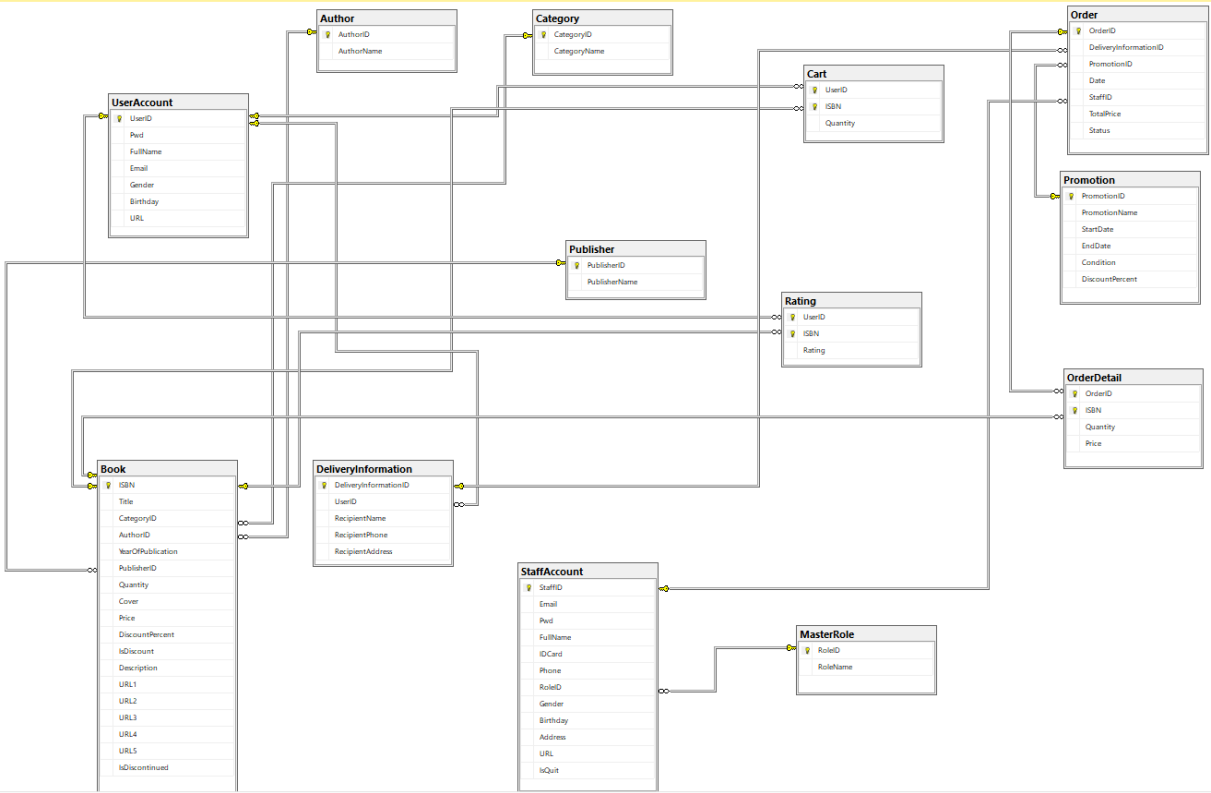 Author
AuthorID
AuthorName
Category
CategoryID
CategoryName
Order
OrderID
DeliveryInformationID
PromotionID
Date
StaffID
TotalPrice
Status
Cart
UserID
ISBN
Quantity
UserAccount
UserID
Pwd
FullName
Email
Gender
Birthday
URL
Promotion
PromotionID
PromotionName
StartDate
EndDate
Condition
DiscountPercent
Publisher
PublisherID
PublisherName
Rating
UserID
ISBN
Rating
OrderDetail
OrderID
ISBN
Quantity
Price
Book
ISBN
Title
CategoryID
AuthorID
YearOfPublication
PublisherID
Quantity
Cover
Price
DiscountPercent
IsDiscount
Description
URL1
URL2
URL3
URL4
URL5
IsDiscontinued
DeliveryInformation
DeliveryInformationID
UserID
RecipientName
RecipientPhone
RecipientAddress
StaffAccount
StaffID
Email
Pwd
FullName
IDCard
Phone
RoleID
Gender
Birthday
Address
URL
IsQuit
MasterRole
RoleID
RoleName